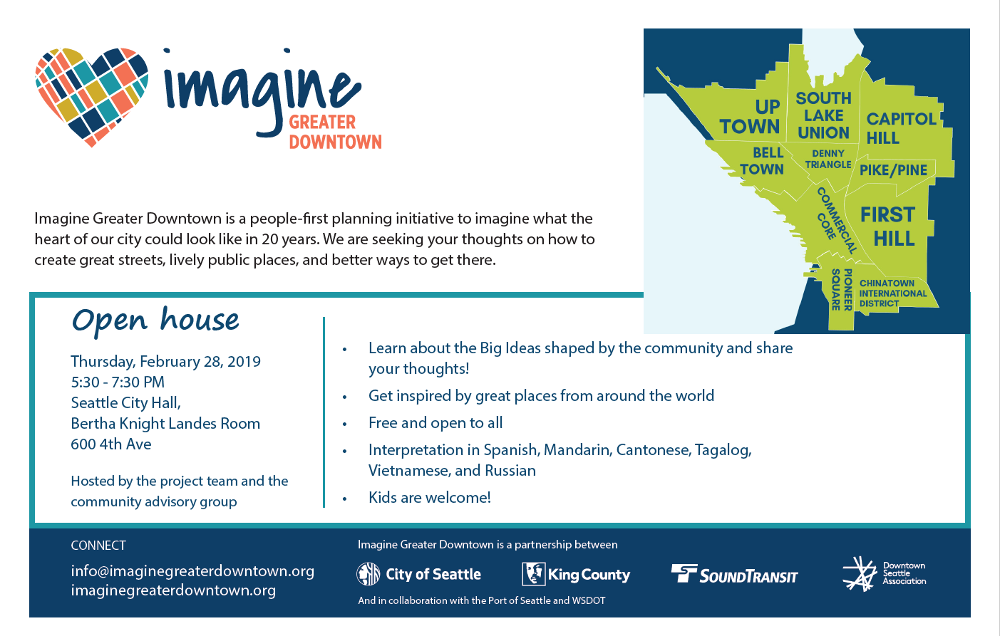 imagine
GREATER
DOWNTOWN
UP
TOWN
SOUTH
LAKE
UNION
CAPITOL
HILL
BELL
TOWN
DENNY
TRIANGLE
PIKE/PINE
COMMERCIAL
CORE
FIRST
HILL
PIONEER
SQUARE
CHINATOWN
INTERNATIONAL
DISTRICT
Imagine Greater Downtown is a people-first planning initiative to imagine what the
heart of our city could look like in 20 years. We are seeking your thoughts on how to
create great streets, lively public places, and better ways to get there.
Open house
Thursday, February 28, 2019
5:30 - 7:30 PM
Seattle City Hall,
Bertha Knight Landes Room
600 4th Ave
Hosted by the project team and the
community advisory group
• Learn about the Big Ideas shaped by the community and share
your thoughts!
• Get inspired by great places from around the world
• Free and open to all
• Interpretation in Spanish, Mandarin, Cantonese, Tagalog,
Vietnamese, and Russian
• Kids are welcome!
CONNECT
info@imaginegreaterdowntown.org
imaginegreaterdowntown.org
Imagine Greater Downtown is a partnership between
City of Seattle
King County
SOUNDTRANSIT
Downtown
Seattle
Association
And in collaboration with the Port of Seattle and WSDOT